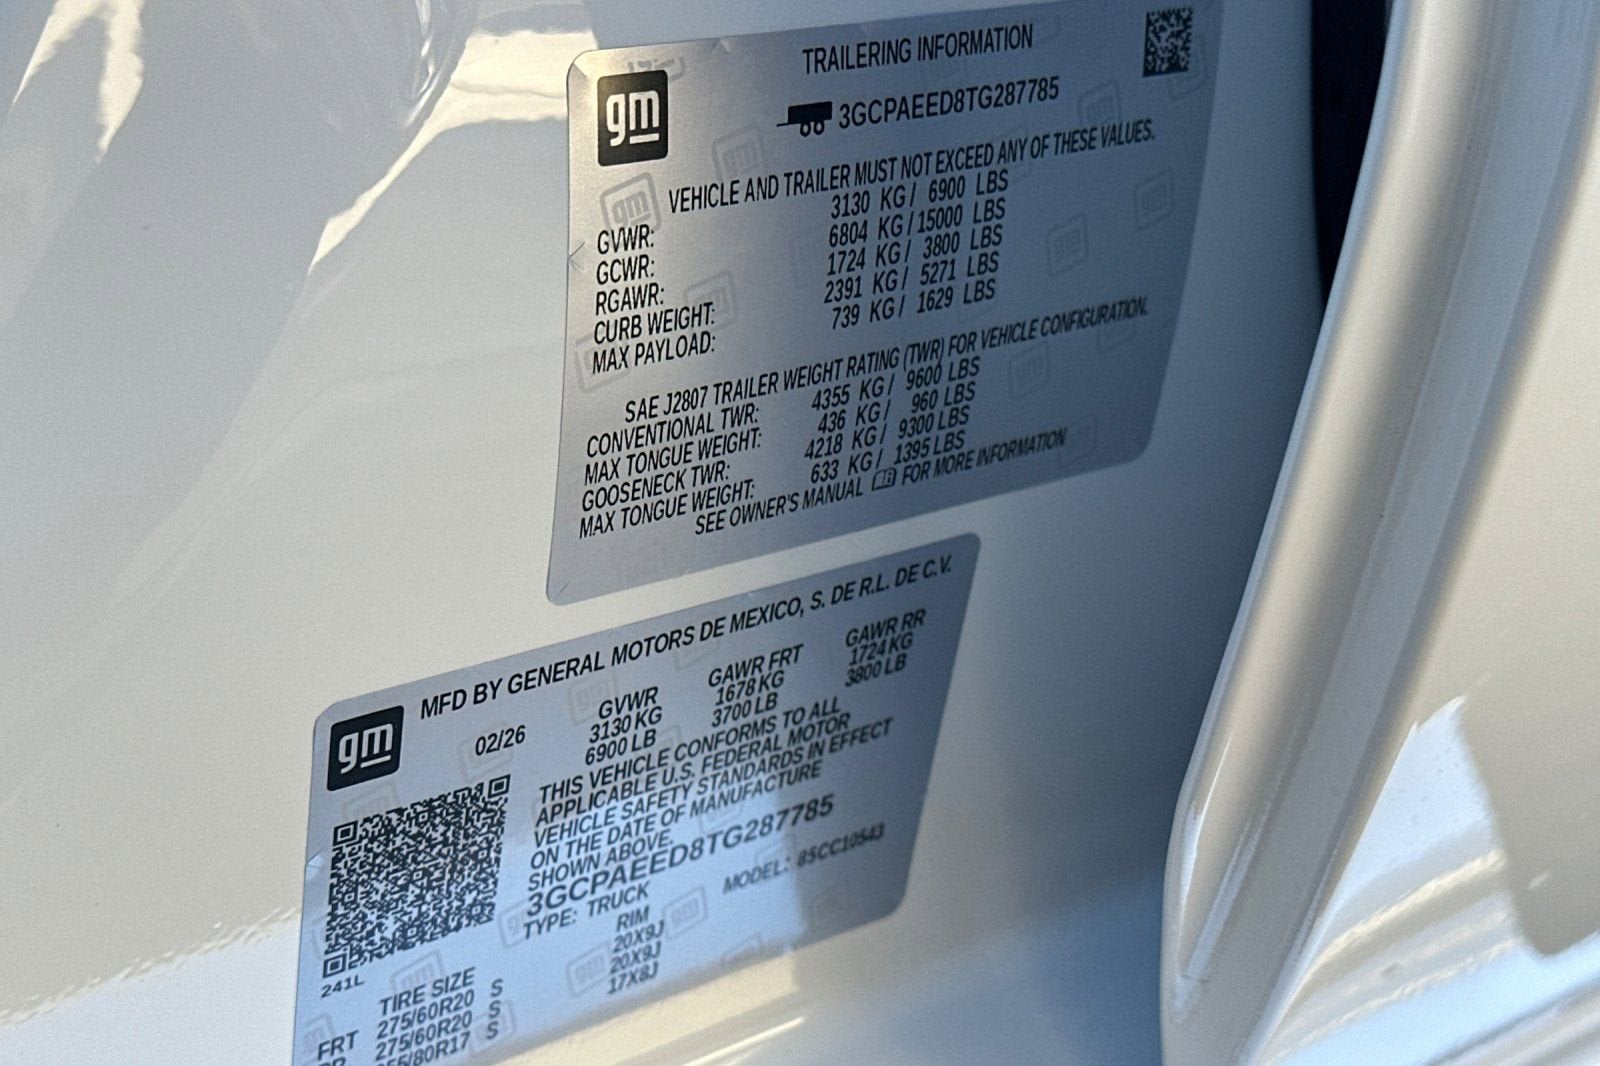 TRAILERING INFORMATION
gm
3GCPAEED8TG287785
VEHICLE AND TRAILER MUST NOT EXCEED ANY OF THESE VALUES.
GVWR: 3130 KG / 6900 LBS
GCWR: 6804 KG / 15000 LBS
RGAWR: 1724 KG / 3800 LBS
CURB WEIGHT: 2391 KG / 5271 LBS
MAX PAYLOAD: 739 KG / 1629 LBS
SAE J2807 TRAILER WEIGHT RATING (TWR) FOR VEHICLE CONFIGURATION.
CONVENTIONAL TWR: 4355 KG / 9600 LBS
MAX TONGUE WEIGHT: 436 KG / 960 LBS
GOOSENECK TWR: 4218 KG / 9300 LBS
MAX TONGUE WEIGHT: 633 KG / 1395 LBS
SEE OWNER'S MANUAL FOR MORE INFORMATION
MFD BY GENERAL MOTORS DE MEXICO, S. DE R.L. DE C.V.
gm
02/26 GVWR GAWR FRT GAWR RR
3130 KG 1678 KG 1724 KG
6900 LB 3700 LB 3800 LB
THIS VEHICLE CONFORMS TO ALL
APPLICABLE U.S. FEDERAL MOTOR
VEHICLE SAFETY STANDARDS IN EFFECT
ON THE DATE OF MANUFACTURE
SHOWN ABOVE.
3GCPAEED8TG287785
TYPE: TRUCK MODEL: 85CC10543
241L
TIRE SIZE RIM
FRT 275/60R20 S 20X9J
275/60R20 S 20X9J
S 17X8J